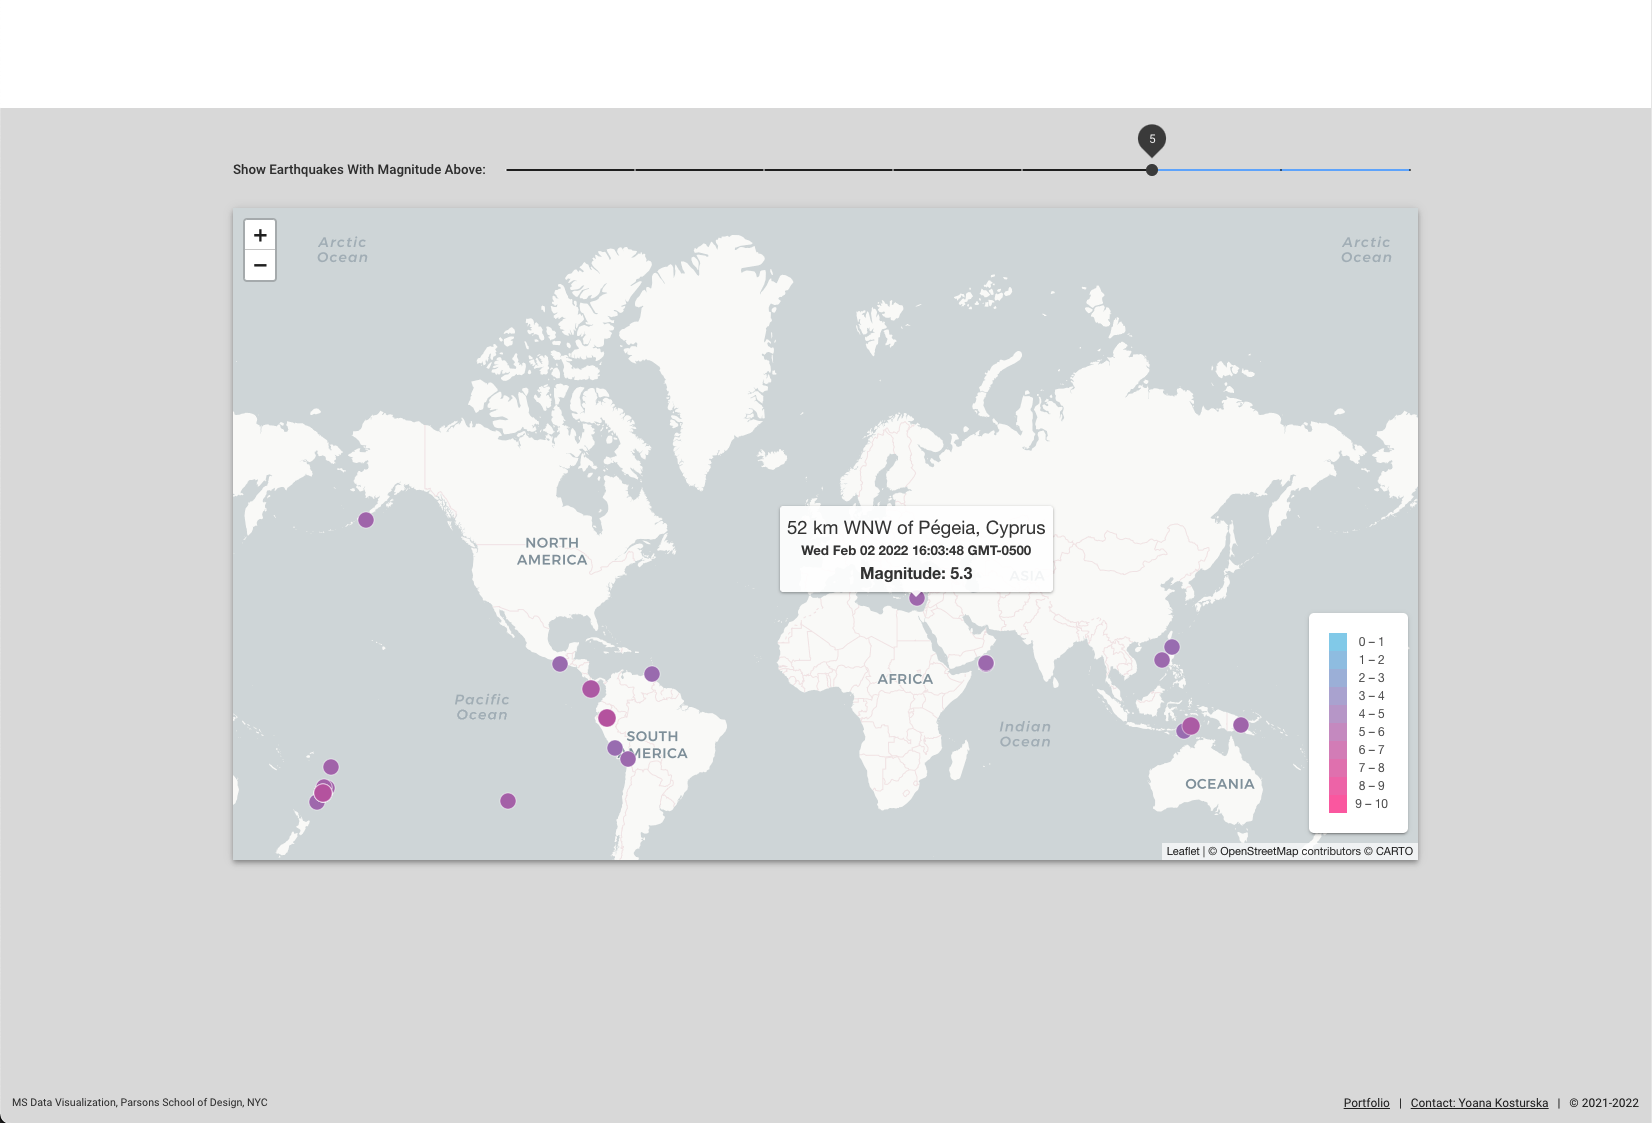 5
Show Earthquakes With Magnitude Above:
+
−
Arctic
Ocean
Arctic
Ocean
NORTH
AMERICA
52 km WNW of Pégeia, Cyprus
Wed Feb 02 2022 16:03:48 GMT-0500
Magnitude: 5.3
ASIA
AFRICA
Pacific
Ocean
Indian
Ocean
SOUTH
MERICA
OCEANIA
0 – 1
1 – 2
2 – 3
3 – 4
4 – 5
5 – 6
6 – 7
7 – 8
8 – 9
9 – 10
Leaflet | © OpenStreetMap contributors © CARTO
MS Data Visualization, Parsons School of Design, NYC
Portfolio | Contact: Yoana Kosturska | © 2021-2022